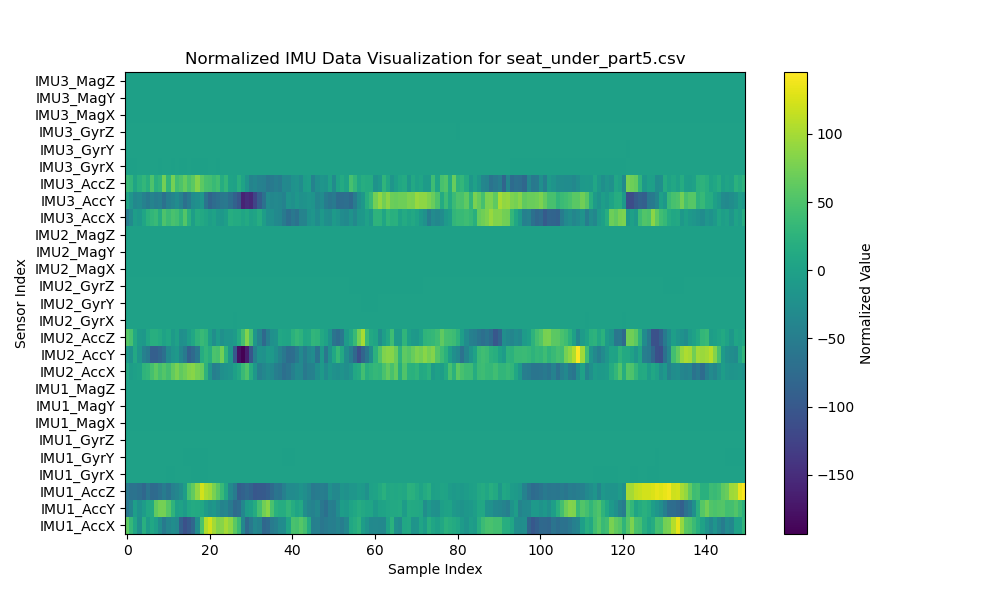 Normalized IMU Data Visualization for seat_under_part5.csv
IMU3_MagZ
IMU3_MagY
IMU3_MagX
IMU3_GyrZ
IMU3_GyrY
IMU3_GyrX
IMU3_AccZ
IMU3_AccY
IMU3_AccX
IMU2_MagZ
IMU2_MagY
IMU2_MagX
IMU2_GyrZ
IMU2_GyrY
IMU2_GyrX
IMU2_AccZ
IMU2_AccY
IMU2_AccX
IMU1_MagZ
IMU1_MagY
IMU1_MagX
IMU1_GyrZ
IMU1_GyrY
IMU1_GyrX
IMU1_AccZ
IMU1_AccY
IMU1_AccX
Sensor Index
0 20 40 60 80 100 120 140
Sample Index
100
50
0
−50
−100
−150
Normalized Value